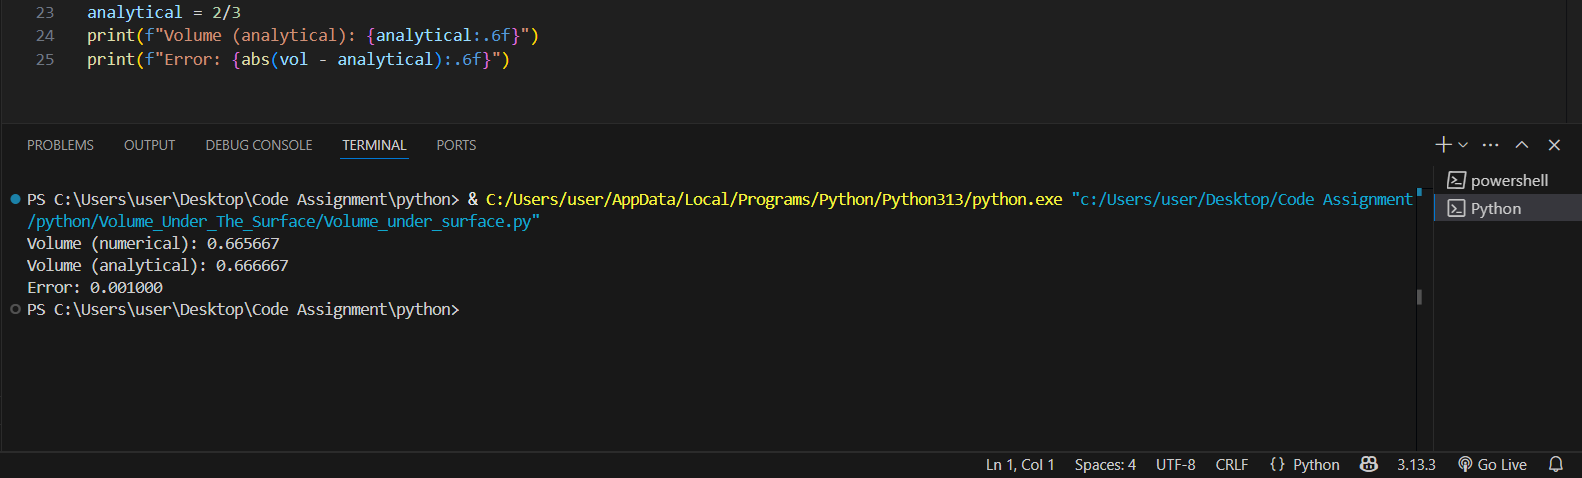 23 analytical = 2/3
24 print(f"Volume (analytical): {analytical:.6f}")
25 print(f"Error: {abs(vol - analytical):.6f}")
PROBLEMS OUTPUT DEBUG CONSOLE TERMINAL PORTS
PS C:\Users\user\Desktop\Code Assignment\python> & C:/Users/user/AppData/Local/Programs/Python/Python313/python.exe "c:/Users/user/Desktop/Code Assignment
/python/Volume_Under_The_Surface/Volume_under_surface.py"
Volume (numerical): 0.665667
Volume (analytical): 0.666667
Error: 0.001000
PS C:\Users\user\Desktop\Code Assignment\python>
powershell
Python
Ln 1, Col 1 Spaces: 4 UTF-8 CRLF {} Python 3.13.3 Go Live